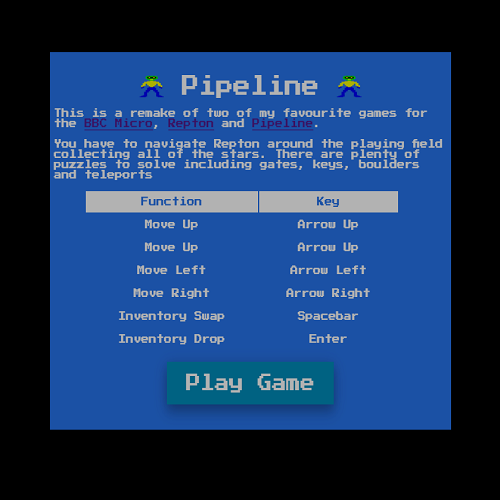 Pipeline
This is a remake of two of my favourite games for
the BBC Micro, Repton and Pipeline.
You have to navigate Repton around the playing field
collecting all of the stars. There are plenty of
puzzles to solve including gates, keys, boulders
and teleports
Function Key
Move Up Arrow Up
Move Up Arrow Up
Move Left Arrow Left
Move Right Arrow Right
Inventory Swap Spacebar
Inventory Drop Enter
Play Game